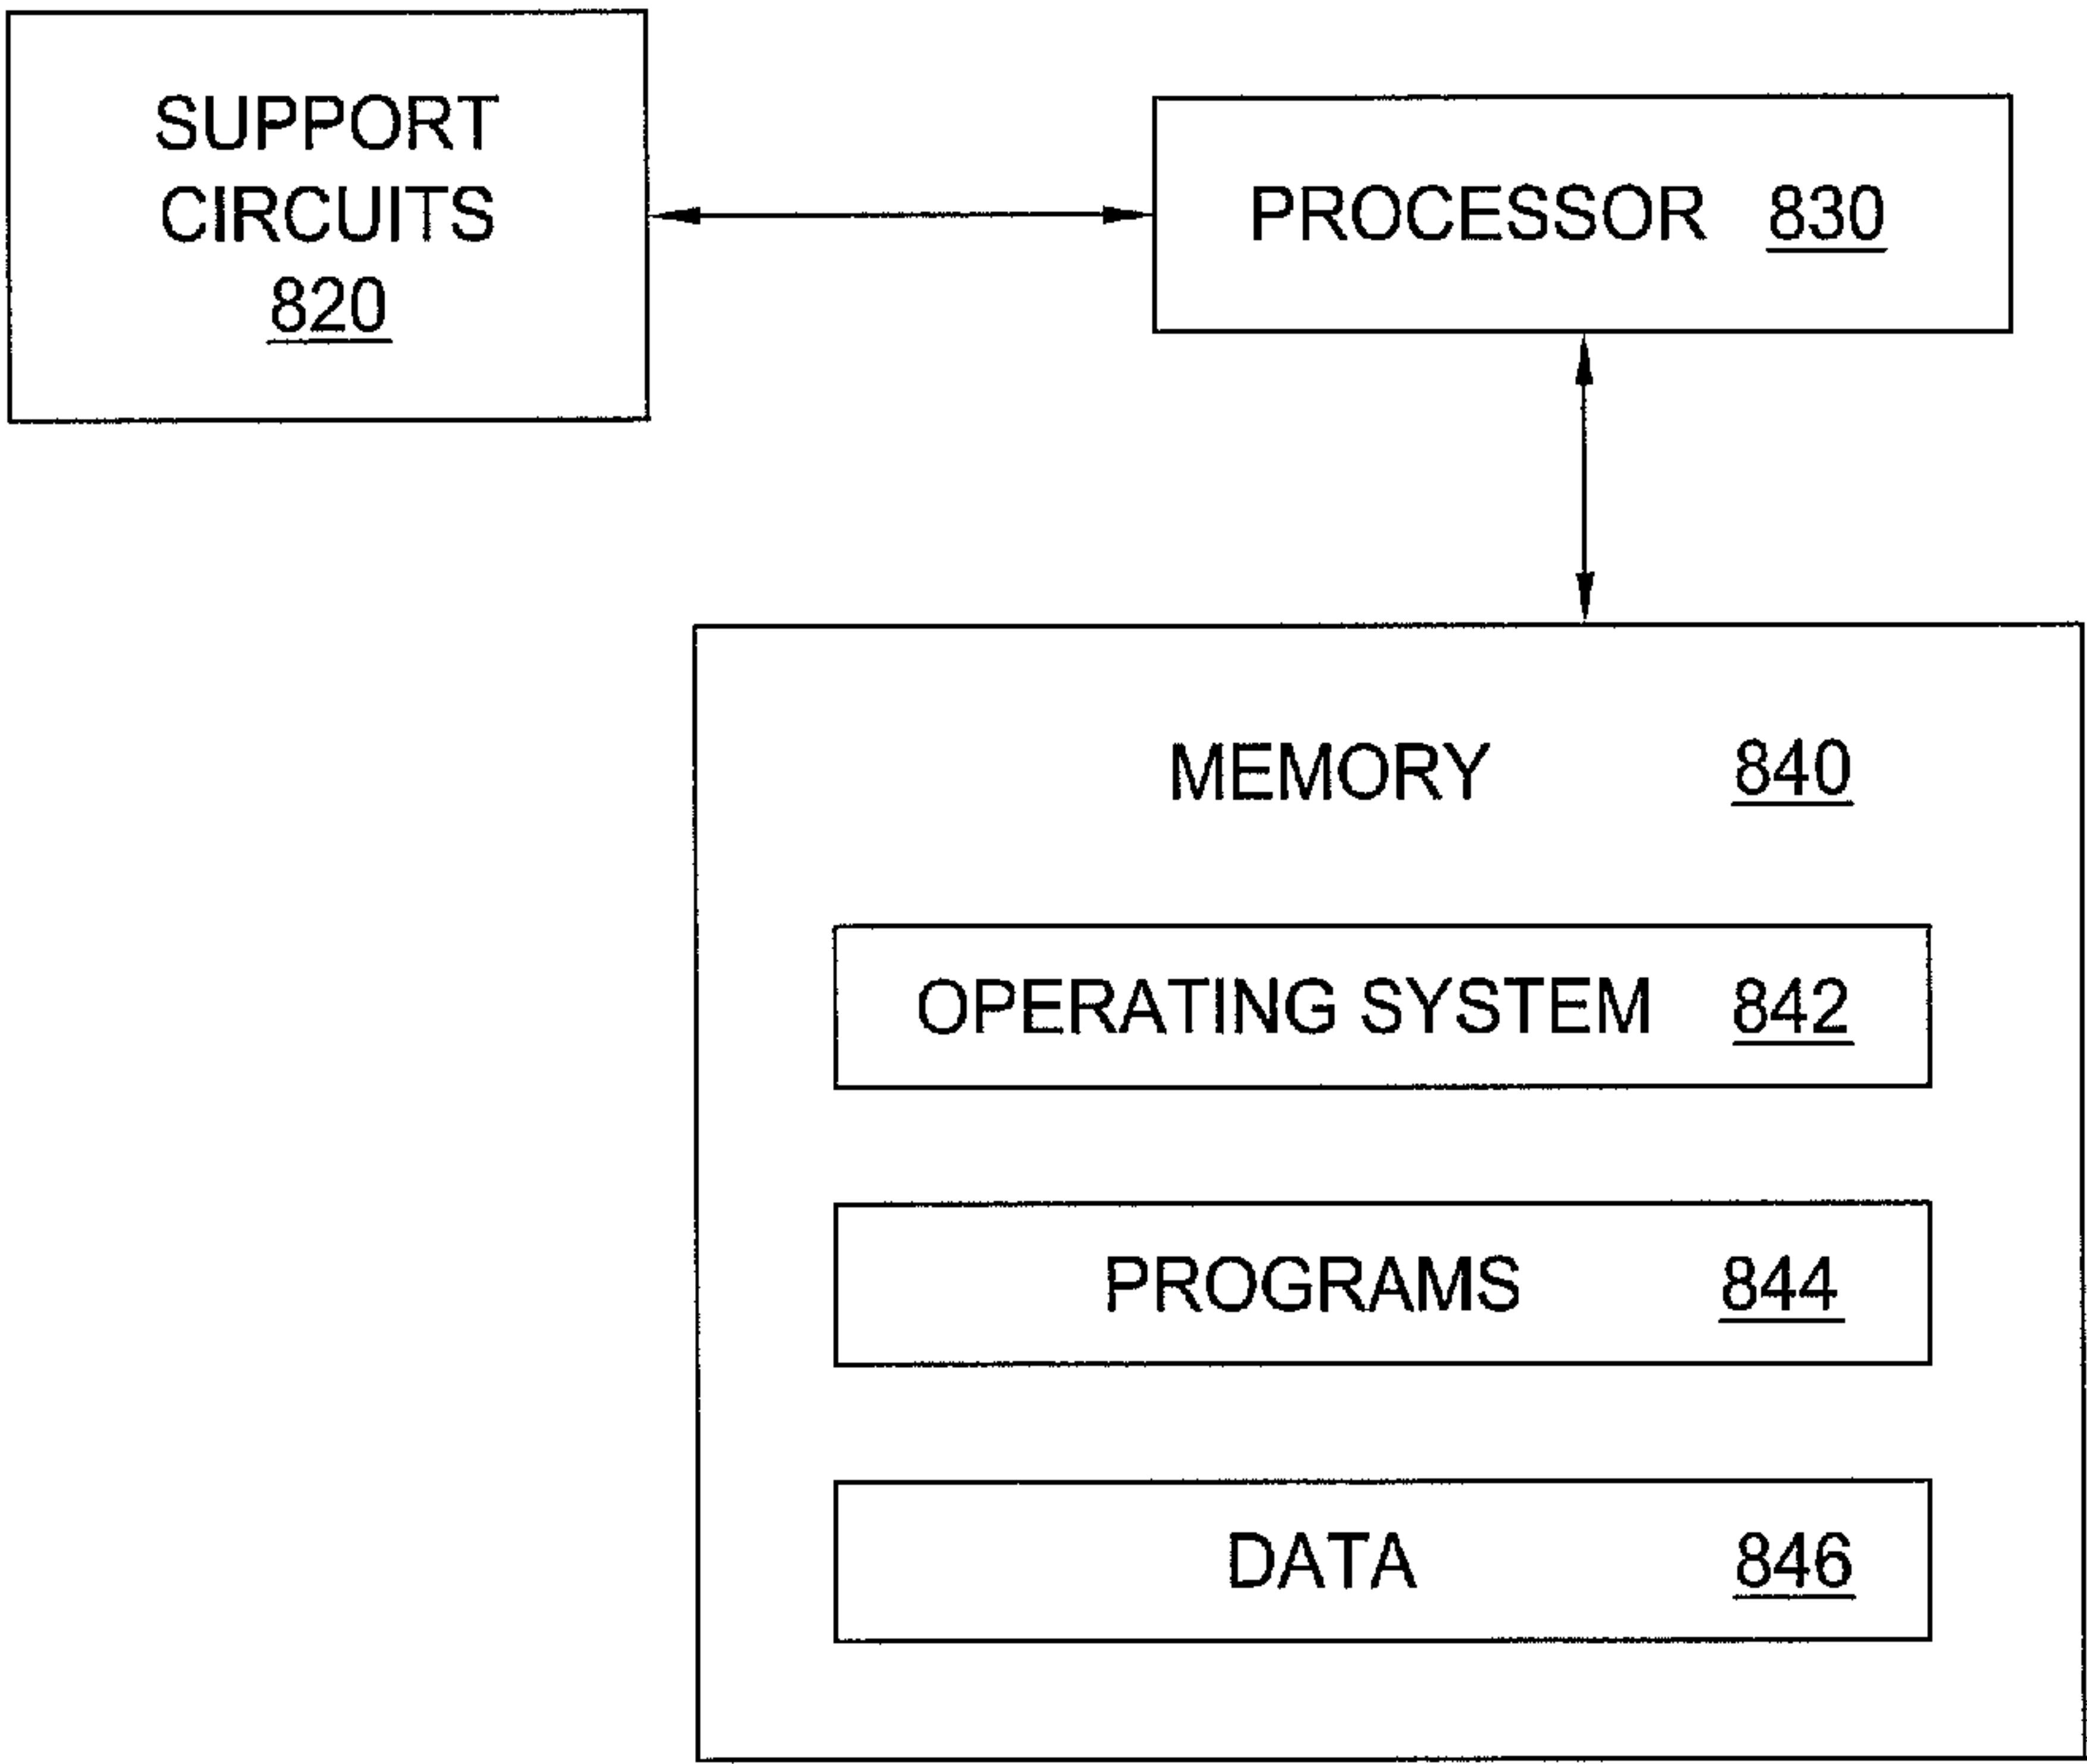 SUPPORT
CIRCUITS
820
PROCESSOR 830
MEMORY 840
OPERATING SYSTEM 842
PROGRAMS 844
DATA 846